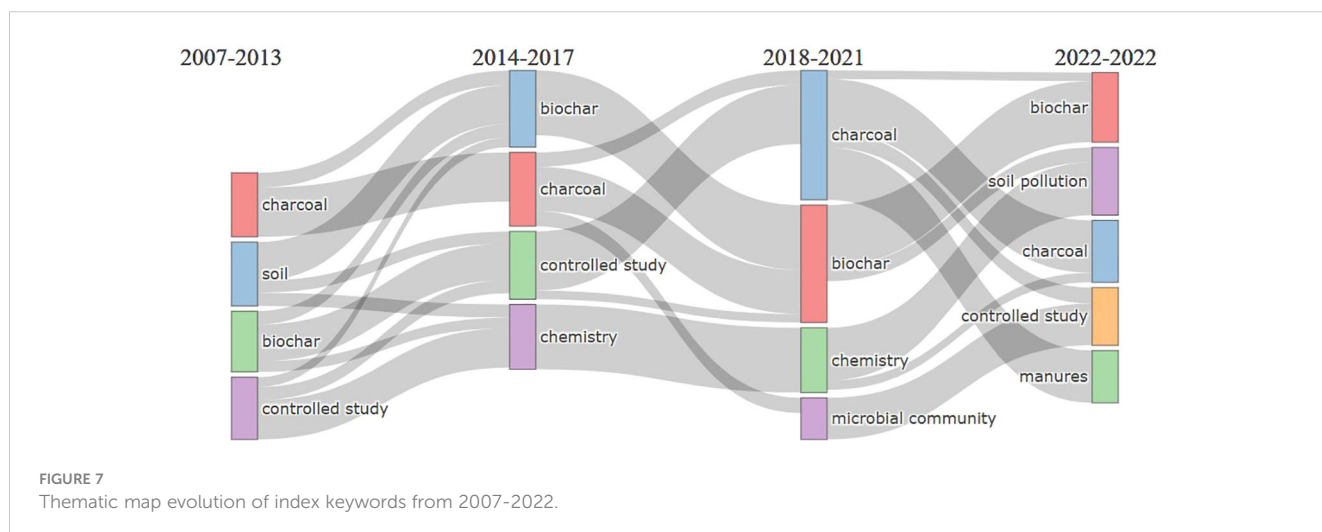 2007-2013
2014-2017
2018-2021
2022-2022
charcoal
soil
biochar
controlled study
biochar
charcoal
controlled study
chemistry
charcoal
biochar
chemistry
microbial community
biochar
soil pollution
charcoal
controlled study
manures
FIGURE 7
Thematic map evolution of index keywords from 2007-2022.